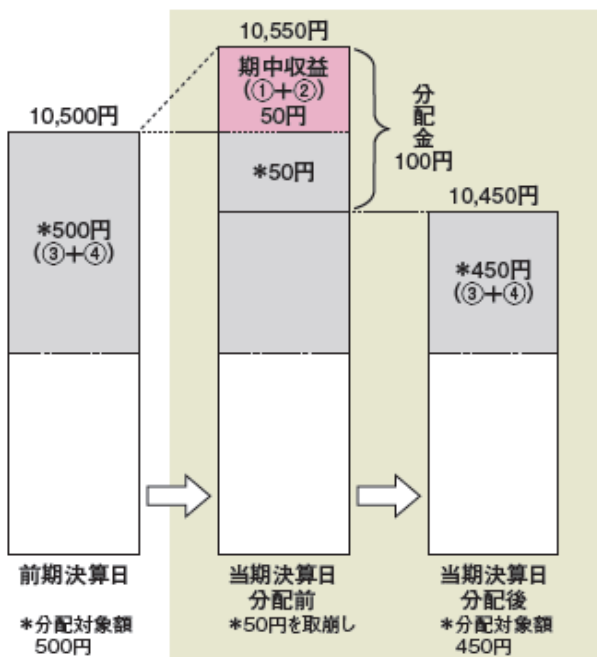 10,550円
期中収益
(①+②)
50円
分配金
100円
10,500円
*50円
10,450円
*500円
(③+④)
*450円
(③+④)
前期決算日
*分配対象額
500円
当期決算日
分配前
*50円を取崩し
当期決算日
分配後
*分配対象額
450円